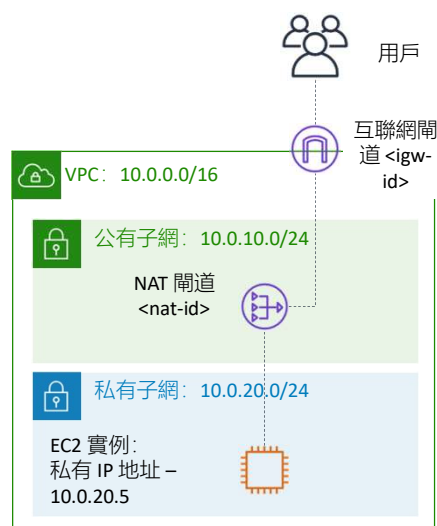 用戶
互聯網閘
道 <igw-
id>
VPC：10.0.0.0/16
公有子網：10.0.10.0/24
NAT 閘道
<nat-id>
私有子網：10.0.20.0/24
EC2 實例：
私有 IP 地址 –
10.0.20.5